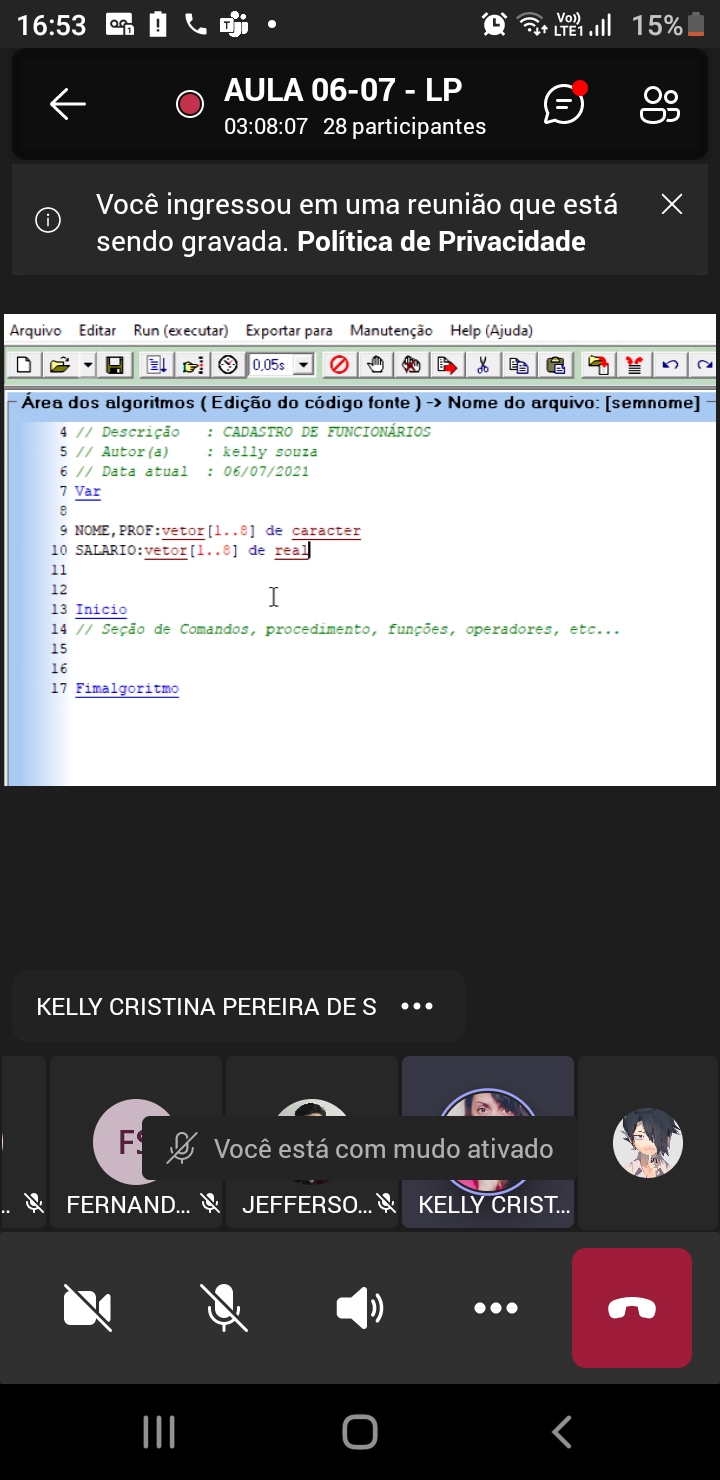 16:53
Vo))
LTE1
15%
AULA 06-07 - LP
03:08:07 28 participantes
Você ingressou em uma reunião que está
sendo gravada. Política de Privacidade
Arquivo Editar Run (executar) Exportar para Manutenção Help (Ajuda)
0,05s
Área dos algoritmos ( Edição do código fonte ) -> Nome do arquivo: [semnome]
4 // Descrição : CADASTRO DE FUNCIONÁRIOS
5 // Autor(a) : kelly souza
6 // Data atual : 06/07/2021
7 Var
8
9 NOME,PROF:vetor[1..8] de caracter
10 SALARIO:vetor[1..8] de real
11
12
13 Inicio
14 // Seção de Comandos, procedimento, funções, operadores, etc...
15
16
17 Fimalgoritmo
KELLY CRISTINA PEREIRA DE S
Você está com mudo ativado
FERNAND... JEFFERSO... KELLY CRIST...